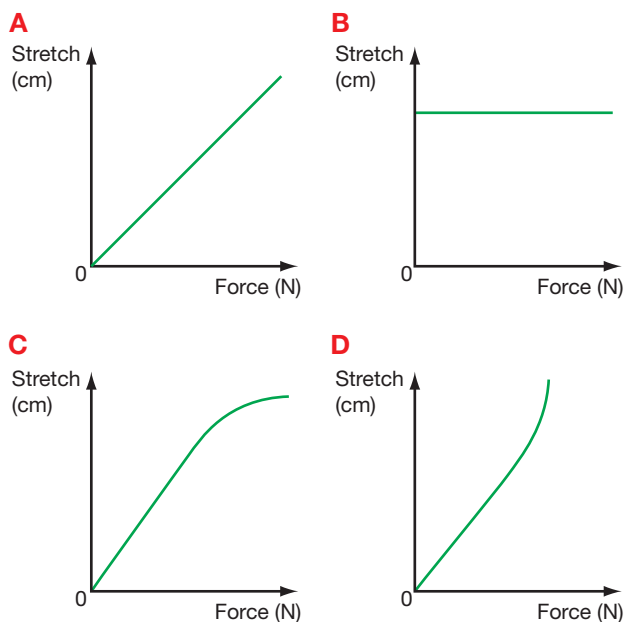 A
Stretch
(cm)
0
Force (N)
B
Stretch
(cm)
0
Force (N)
C
Stretch
(cm)
0
Force (N)
D
Stretch
(cm)
0
Force (N)